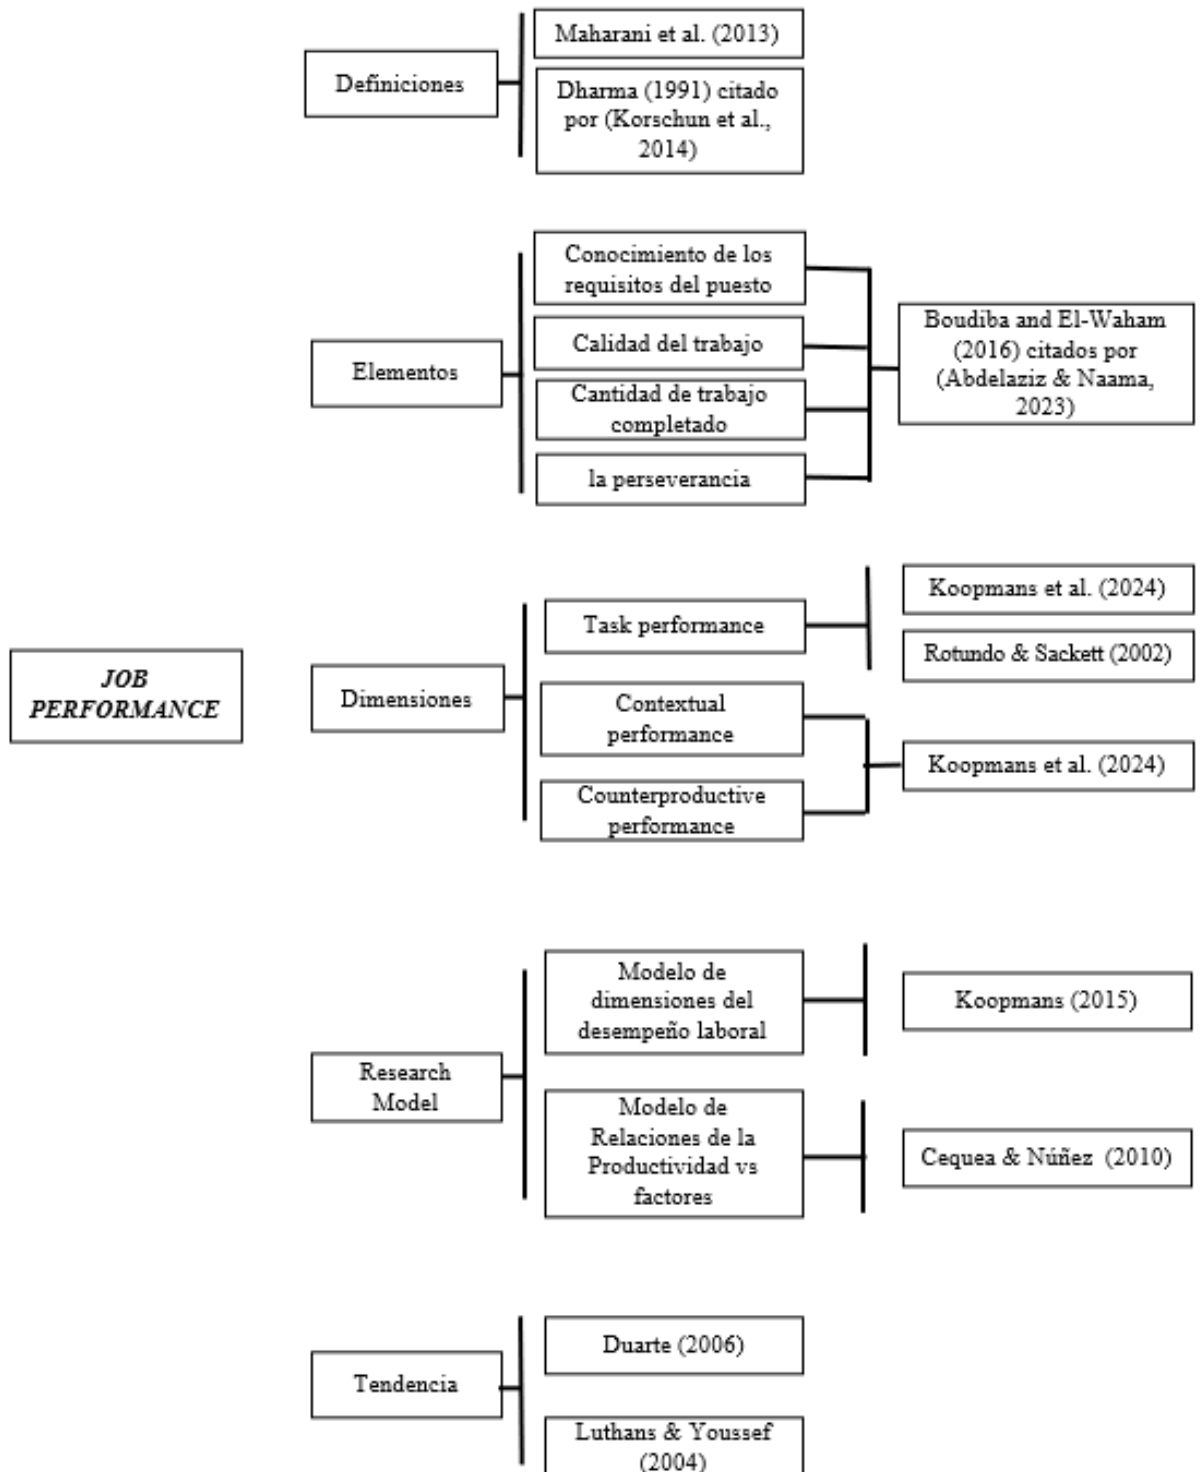 Maharani et al. (2013)
Definiciones
Dharma (1991) citado
por (Korschun et al.,
2014)
Conocimiento de los
requisitos del puesto
Calidad del trabajo
Elementos
Cantidad de trabajo
completado
la perseverancia
Boudiba and El-Waham
(2016) citados por
(Abdelaziz & Naama,
2023)
JOB
PERFORMANCE
Dimensiones
Task performance
Koopmans et al. (2024)
Rotundo & Sackett (2002)
Contextual
performance
Counterproductive
performance
Koopmans et al. (2024)
Research
Model
Modelo de
dimensiones del
desempeño laboral
Koopmans (2015)
Modelo de
Relaciones de la
Productividad vs
factores
Cequea & Núñez (2010)
Tendencia
Duarte (2006)
Luthans & Youssef
(2004)